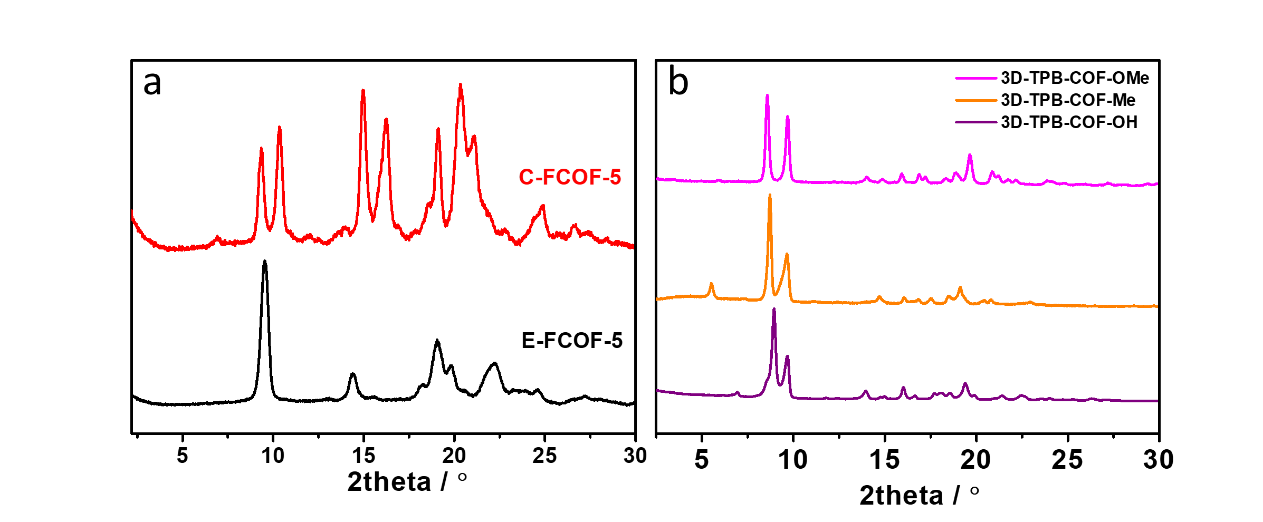 a
C-FCOF-5
E-FCOF-5
5 10 15 20 25 30
2theta / °
b
3D-TPB-COF-OMe
3D-TPB-COF-Me
3D-TPB-COF-OH
5 10 15 20 25 30
2theta / °